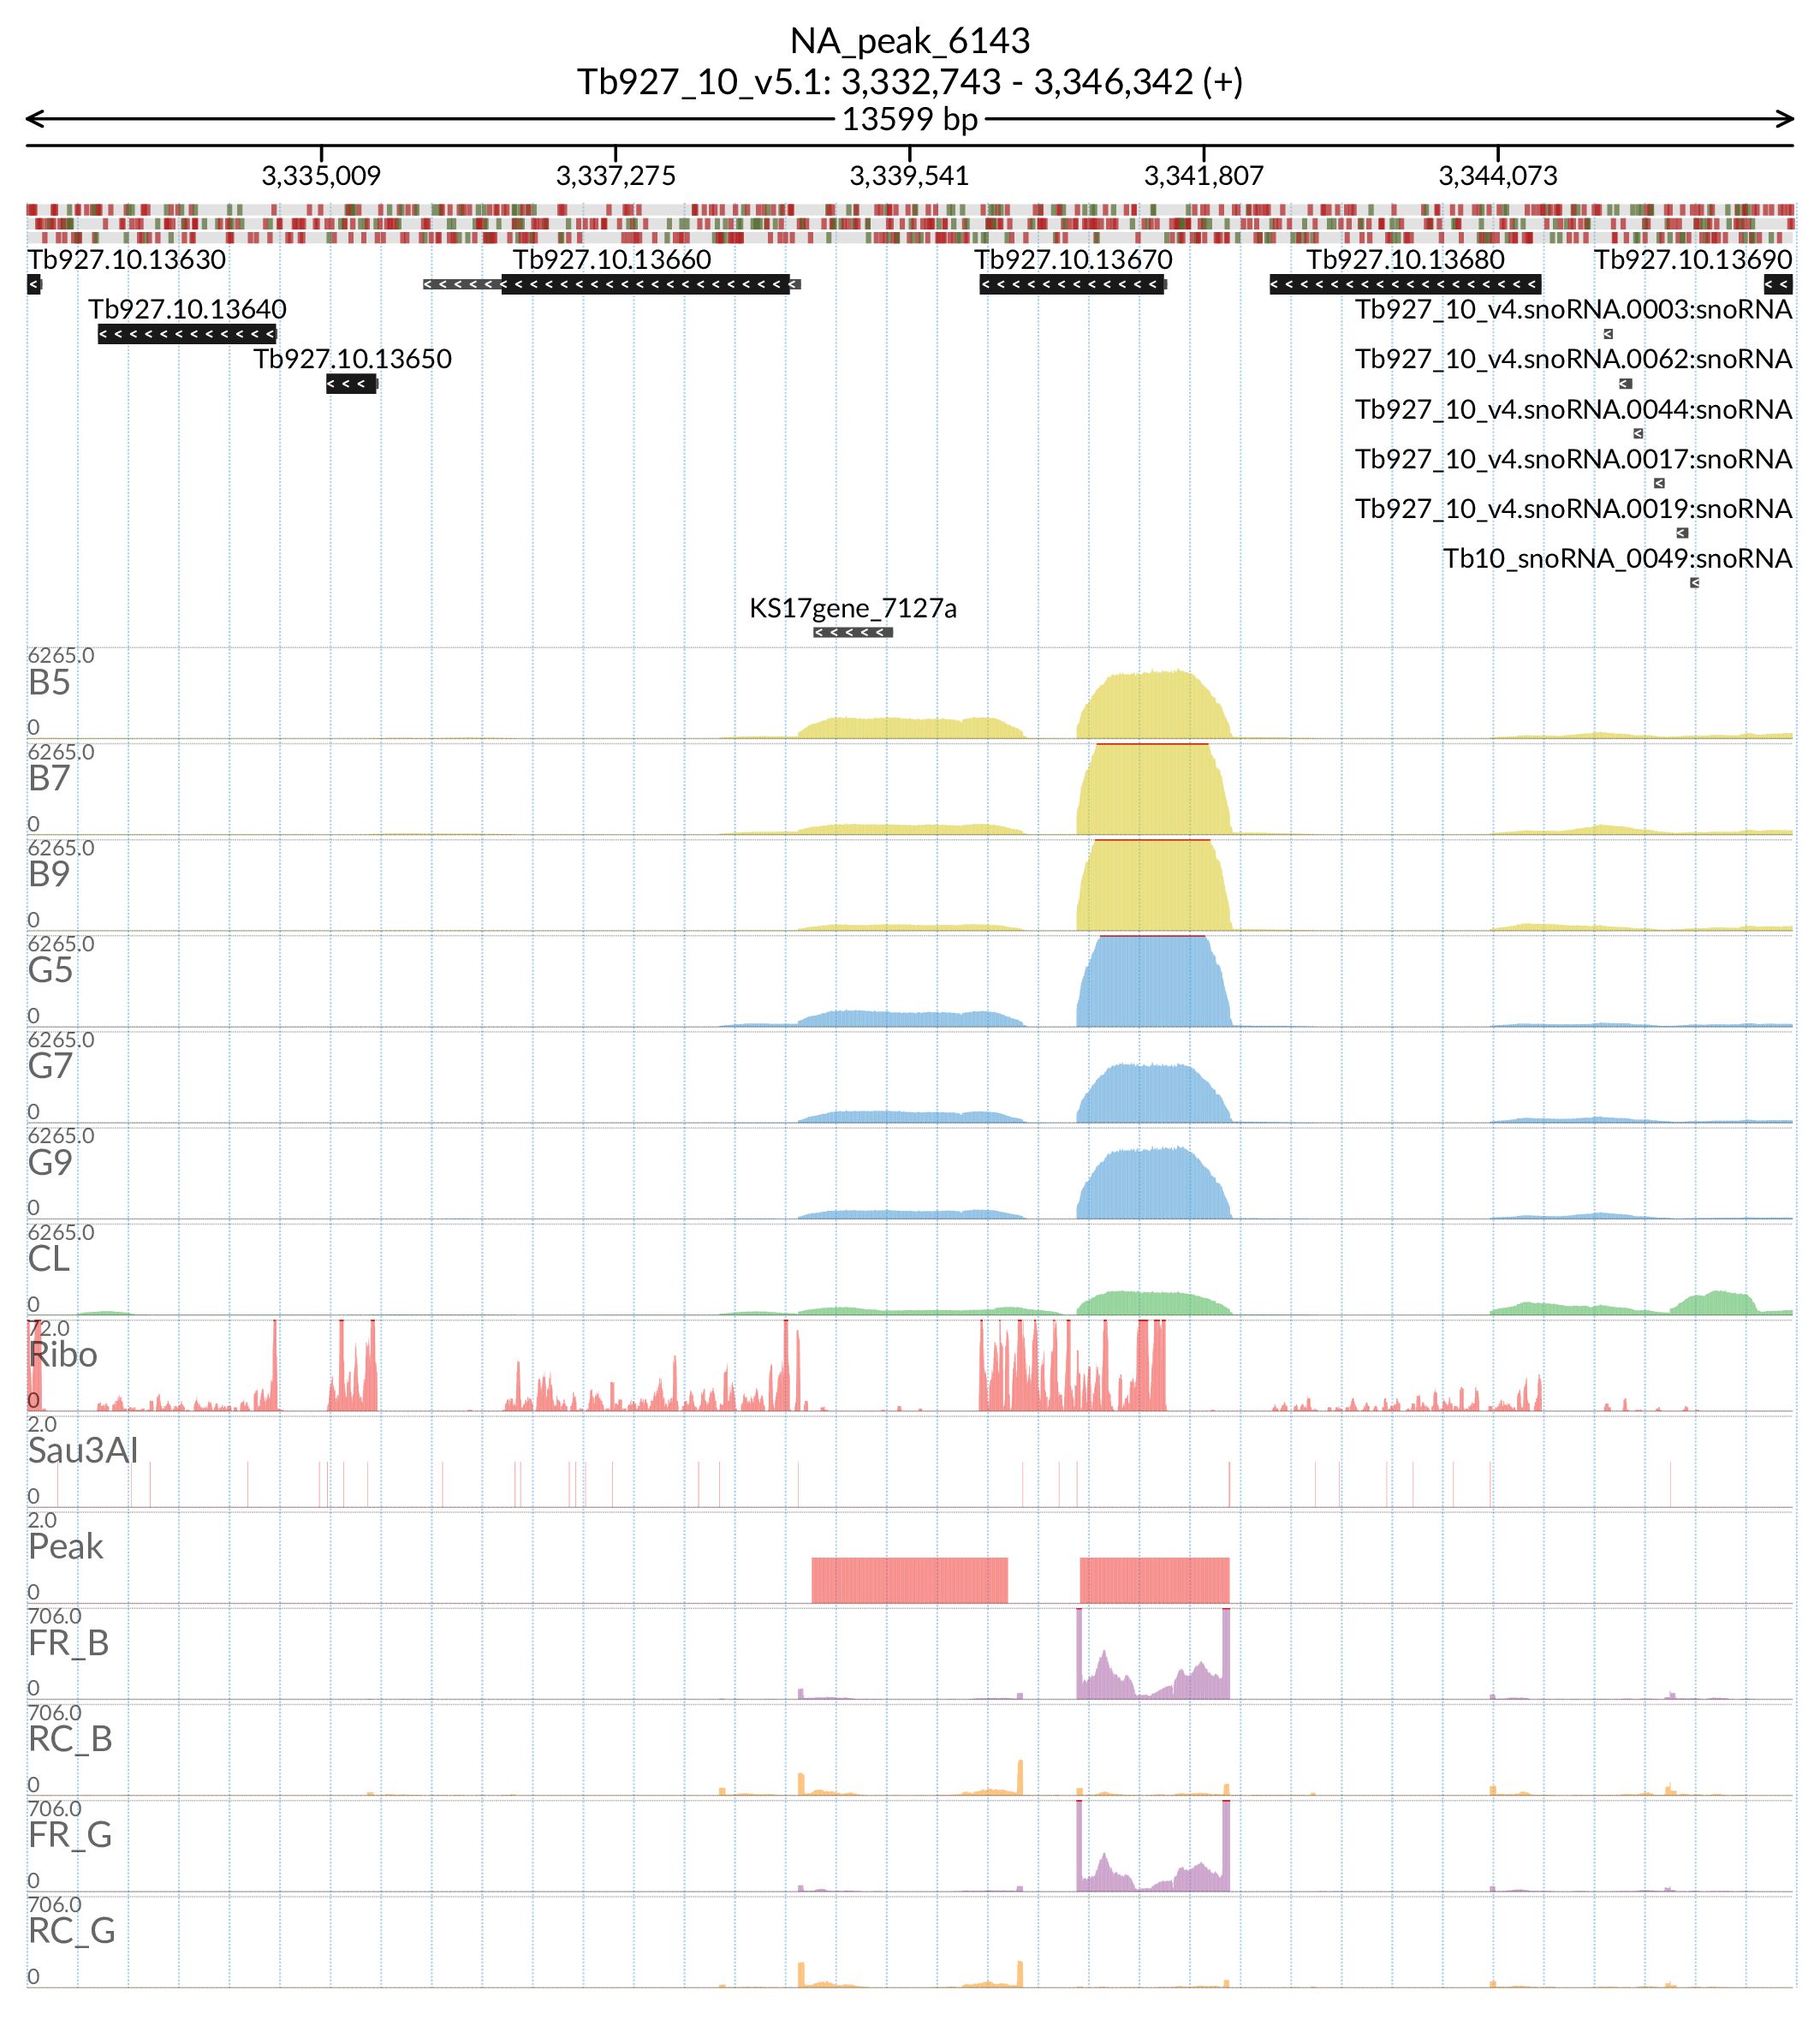 NA_peak_6143
Tb927_10_v5.1: 3,332,743 - 3,346,342 (+)
13599 bp
3,335,009 3,337,275 3,339,541 3,341,807 3,344,073
Tb927.10.13630 Tb927.10.13660 Tb927.10.13670 Tb927.10.13680 Tb927.10.13690
Tb927.10.13640 Tb927_10_v4.snoRNA.0003:snoRNA
Tb927.10.13650 Tb927_10_v4.snoRNA.0062:snoRNA
Tb927_10_v4.snoRNA.0044:snoRNA
Tb927_10_v4.snoRNA.0017:snoRNA
Tb927_10_v4.snoRNA.0019:snoRNA
Tb10_snoRNA_0049:snoRNA
KS17gene_7127a
6265.0
B5
0
6265.0
B7
0
6265.0
B9
0
6265.0
G5
0
6265.0
G7
0
6265.0
G9
0
6265.0
CL
0
72.0
Ribo
0
2.0
Sau3AI
0
2.0
Peak
0
706.0
FR_B
0
706.0
RC_B
0
706.0
FR_G
0
706.0
RC_G
0